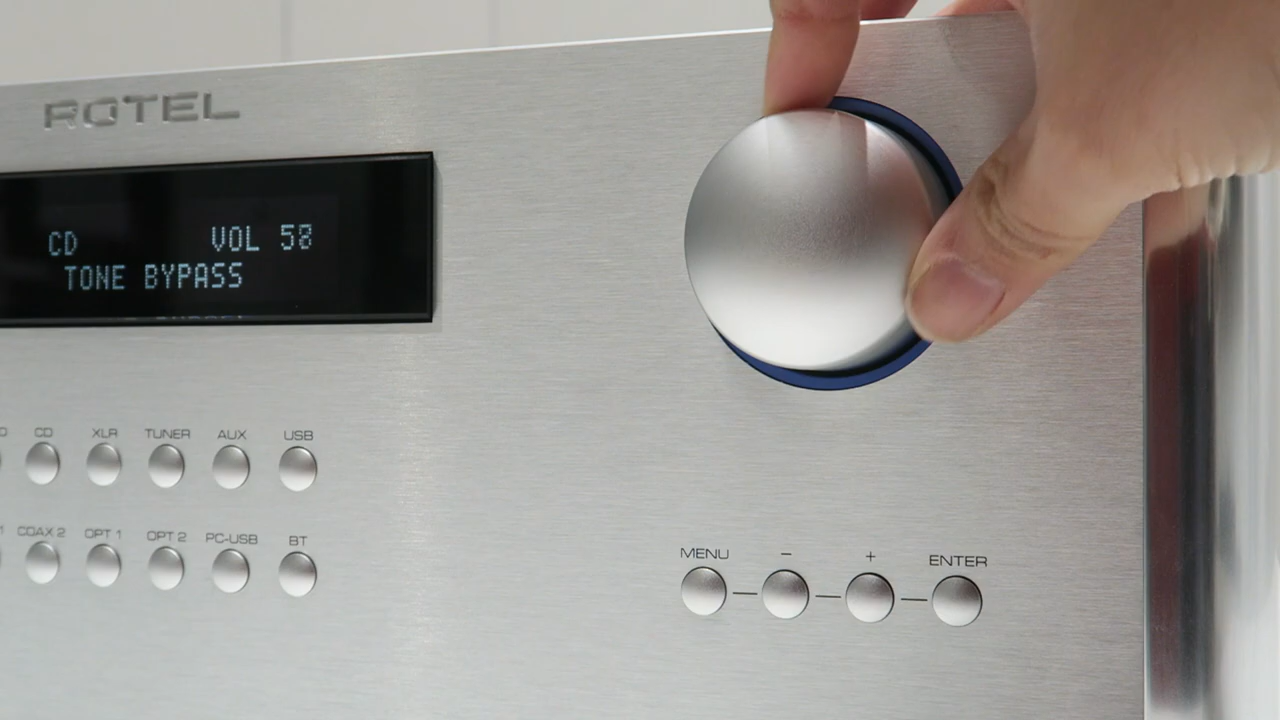 ROTEL
CD VOL 58
TONE BYPASS
CD XLR TUNER AUX USB
COAX 2 OPT 1 OPT 2 PC-USB BT
MENU − + ENTER